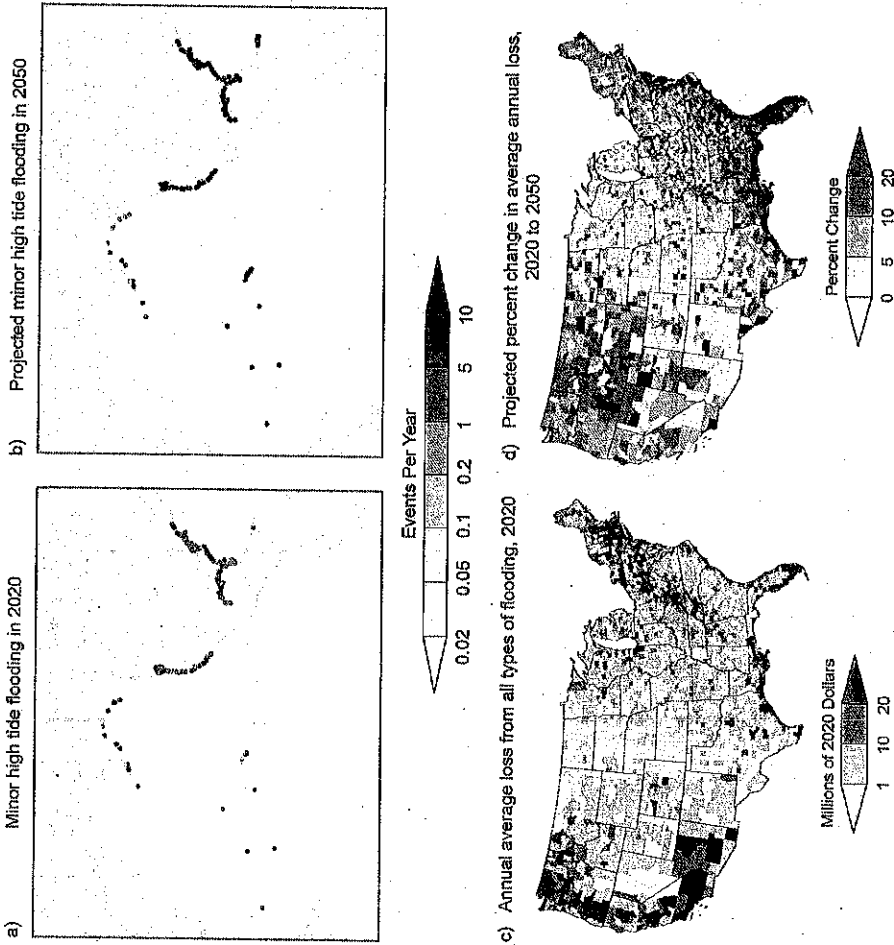 a) Minor high tide flooding in 2020
b) Projected minor high tide flooding in 2050
Events Per Year
0.02 0.05 0.1 0.2 1 5 10
c) Annual average loss from all types of flooding, 2020
Millions of 2020 Dollars
1 10 20
d) Projected percent change in average annual loss,
2020 to 2050
Percent Change
0 5 10 20